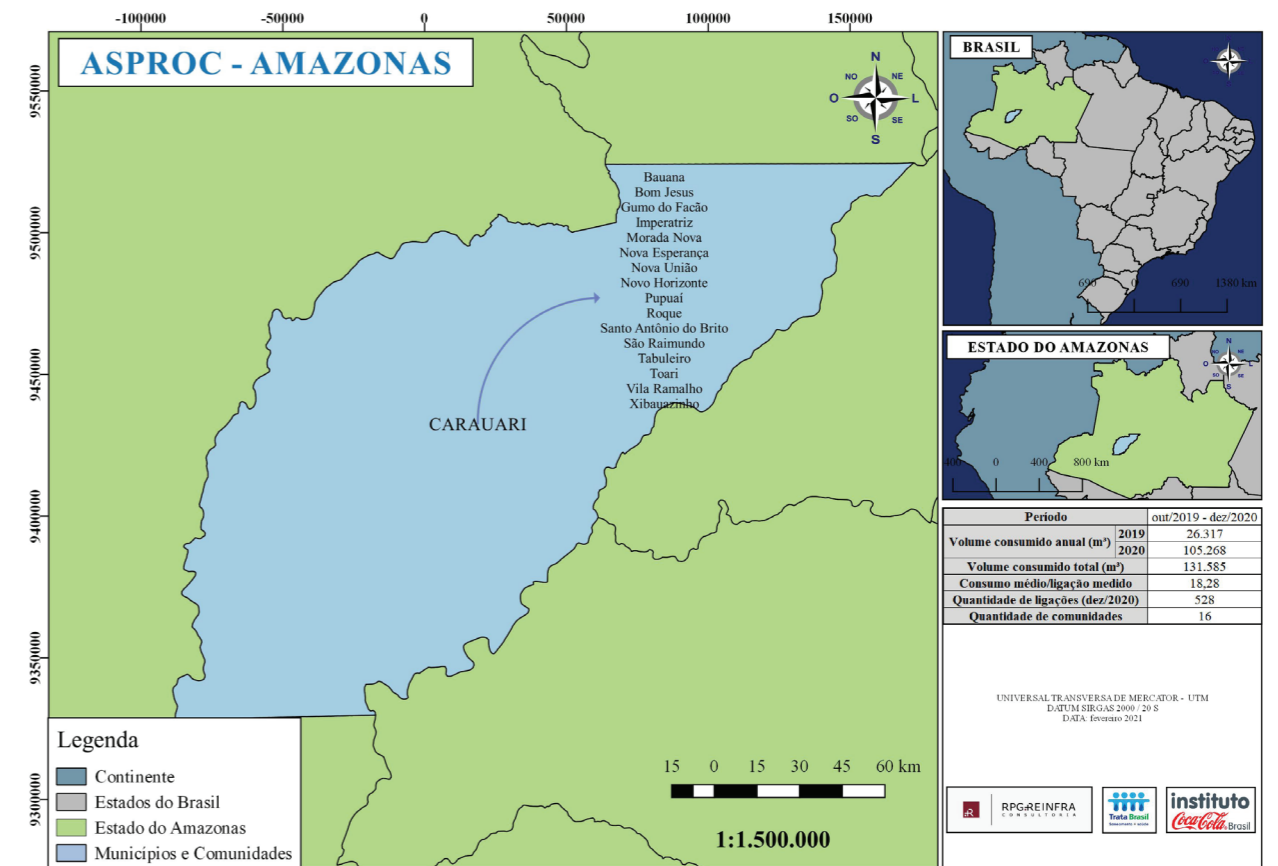 -100000 -50000 0 50000 100000 150000
ASPROC - AMAZONAS
N
NO NE
O L
SO SE
S
9550000
9500000
9450000
9400000
9350000
9300000
Bauana
Bom Jesus
Gumo do Facão
Imperatriz
Morada Nova
Nova Esperança
Nova União
Novo Horizonte
Pupuaí
Roque
Santo Antônio do Brito
São Raimundo
Tabuleiro
Toari
Vila Ramalho
Xibauazinho
CARAUARI
Legenda
Continente
Estados do Brasil
Estado do Amazonas
Municípios e Comunidades
15 0 15 30 45 60 km
1:1.500.000
BRASIL
690 0 690 1380 km
ESTADO DO AMAZONAS
N
NO NE
O L
SO SE
S
400 0 400 800 km
Período out/2019 - dez/2020
Volume consumido anual (m³) 2019 26.317
2020 105.268
Volume consumido total (m³) 131.585
Consumo médio/ligação medido 18,28
Quantidade de ligações (dez/2020) 528
Quantidade de comunidades 16
UNIVERSAL TRANSVERSA DE MERCATOR - UTM
DATUM SIRGAS 2000 / 20 S
DATA: fevereiro 2021
RPGeREINFRA
CONSULTORIA
Trata Brasil
Saneamento e saúde
instituto
Coca-Cola Brasil